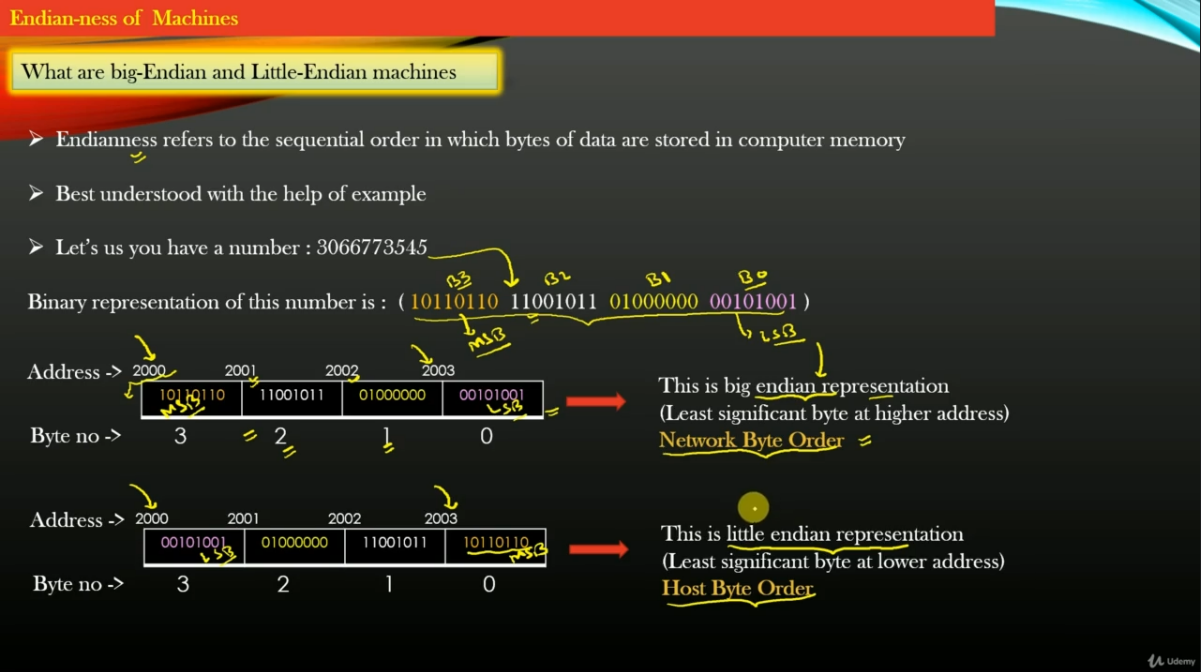 Endian-ness of Machines
What are big-Endian and Little-Endian machines
➤ Endianness refers to the sequential order in which bytes of data are stored in computer memory
➤ Best understood with the help of example
➤ Let's us you have a number : 3066773545
B3 B2 B1 B0
Binary representation of this number is : ( 10110110 11001011 01000000 00101001 )
MSB LSB
Address -> 2000 2001 2002 2003
10110110 11001011 01000000 00101001
MSB LSB
Byte no -> 3 2 1 0
This is big endian representation
(Least significant byte at higher address)
Network Byte Order
Address -> 2000 2001 2002 2003
00101001 01000000 11001011 10110110
LSB MSB
Byte no -> 3 2 1 0
This is little endian representation
(Least significant byte at lower address)
Host Byte Order
Udemy